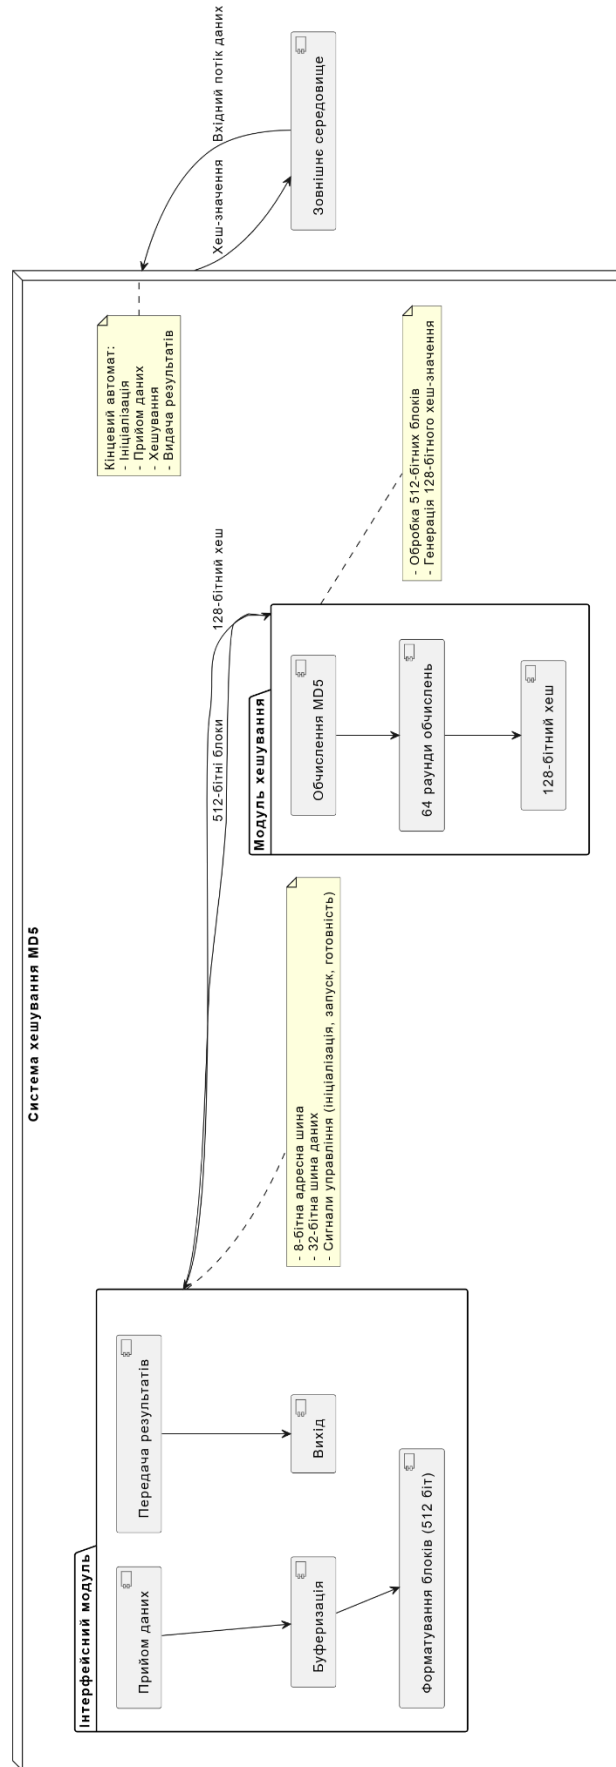 Система хешування MD5
Інтерфейсний модуль
Прийом даних
Передача результатів
Буферизація
Вихід
Форматування блоків (512 біт)
- 8-бітна адресна шина
- 32-бітна шина даних
- Сигнали управління (ініціалізація, запуск, готовність)
512-бітні блоки
128-бітний хеш
Модуль хешування
Обчислення MD5
64 раунди обчислень
128-бітний хеш
- Обробка 512-бітних блоків
- Генерація 128-бітного хеш-значення
Кінцевий автомат:
- Ініціалізація
- Прийом даних
- Хешування
- Видача результатів
Хеш-значення
Вхідний потік даних
Зовнішнє середовище